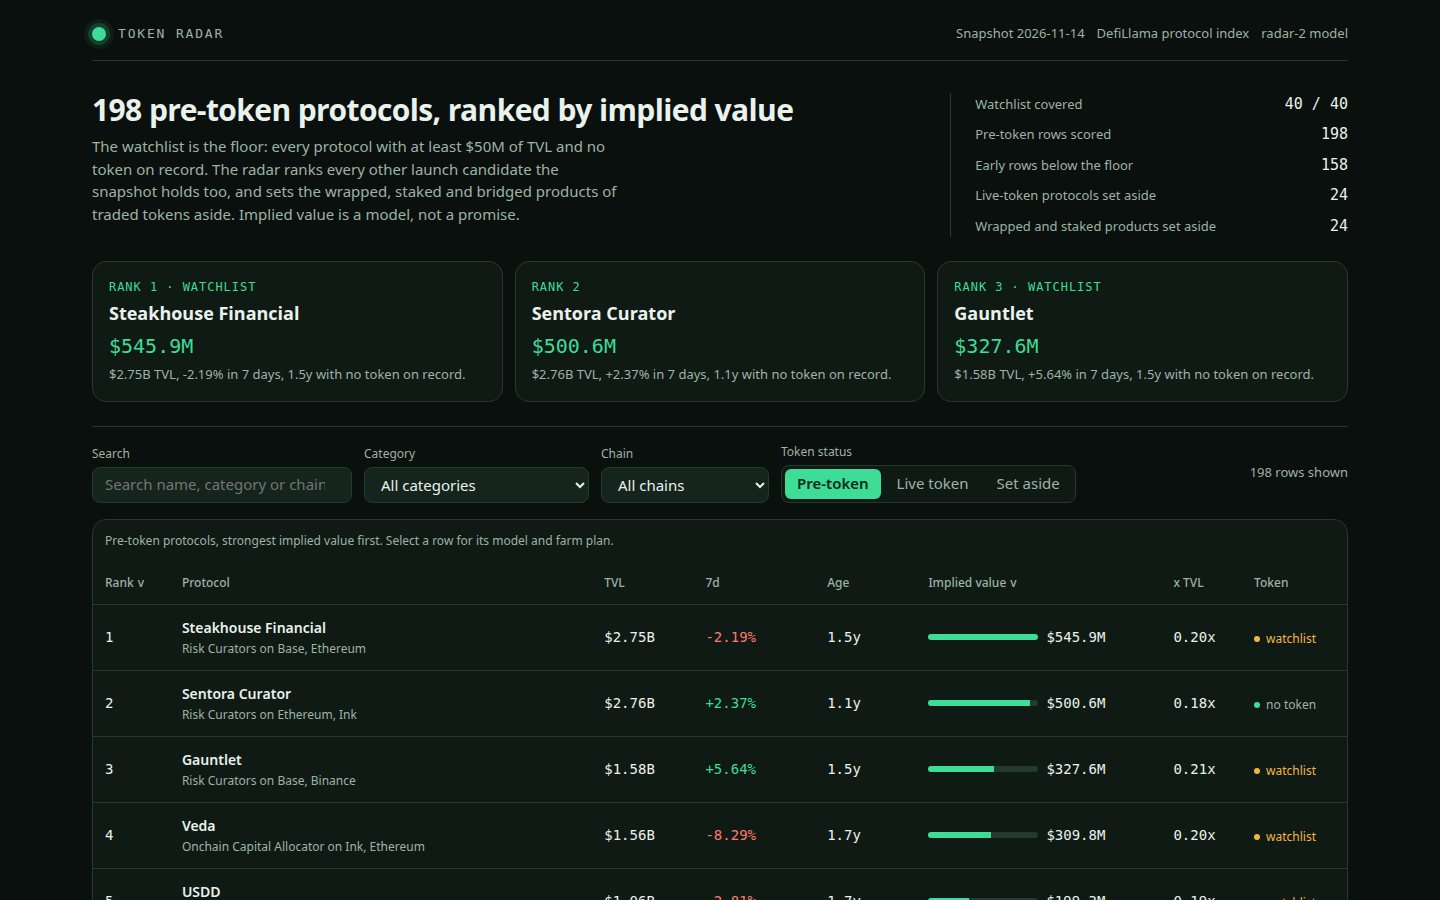 TOKEN RADAR
Snapshot 2026-11-14 DefiLlama protocol index radar-2 model
198 pre-token protocols, ranked by implied value
The watchlist is the floor: every protocol with at least $50M of TVL and no
token on record. The radar ranks every other launch candidate the
snapshot holds too, and sets the wrapped, staked and bridged products of
traded tokens aside. Implied value is a model, not a promise.
Watchlist covered 40 / 40
Pre-token rows scored 198
Early rows below the floor 158
Live-token protocols set aside 24
Wrapped and staked products set aside 24
RANK 1 · WATCHLIST
Steakhouse Financial
$545.9M
$2.75B TVL, -2.19% in 7 days, 1.5y with no token on record.
RANK 2
Sentora Curator
$500.6M
$2.76B TVL, +2.37% in 7 days, 1.1y with no token on record.
RANK 3 · WATCHLIST
Gauntlet
$327.6M
$1.58B TVL, +5.64% in 7 days, 1.5y with no token on record.
Search
Search name, category or chain
Category
All categories
Chain
All chains
Token status
Pre-token Live token Set aside
198 rows shown
Pre-token protocols, strongest implied value first. Select a row for its model and farm plan.
Rank v Protocol TVL 7d Age Implied value v x TVL Token
1 Steakhouse Financial $2.75B -2.19% 1.5y $545.9M 0.20x watchlist
Risk Curators on Base, Ethereum
2 Sentora Curator $2.76B +2.37% 1.1y $500.6M 0.18x no token
Risk Curators on Ethereum, Ink
3 Gauntlet $1.58B +5.64% 1.5y $327.6M 0.21x watchlist
Risk Curators on Base, Binance
4 Veda $1.56B -8.29% 1.7y $309.8M 0.20x watchlist
Onchain Capital Allocator on Ink, Ethereum
USDD